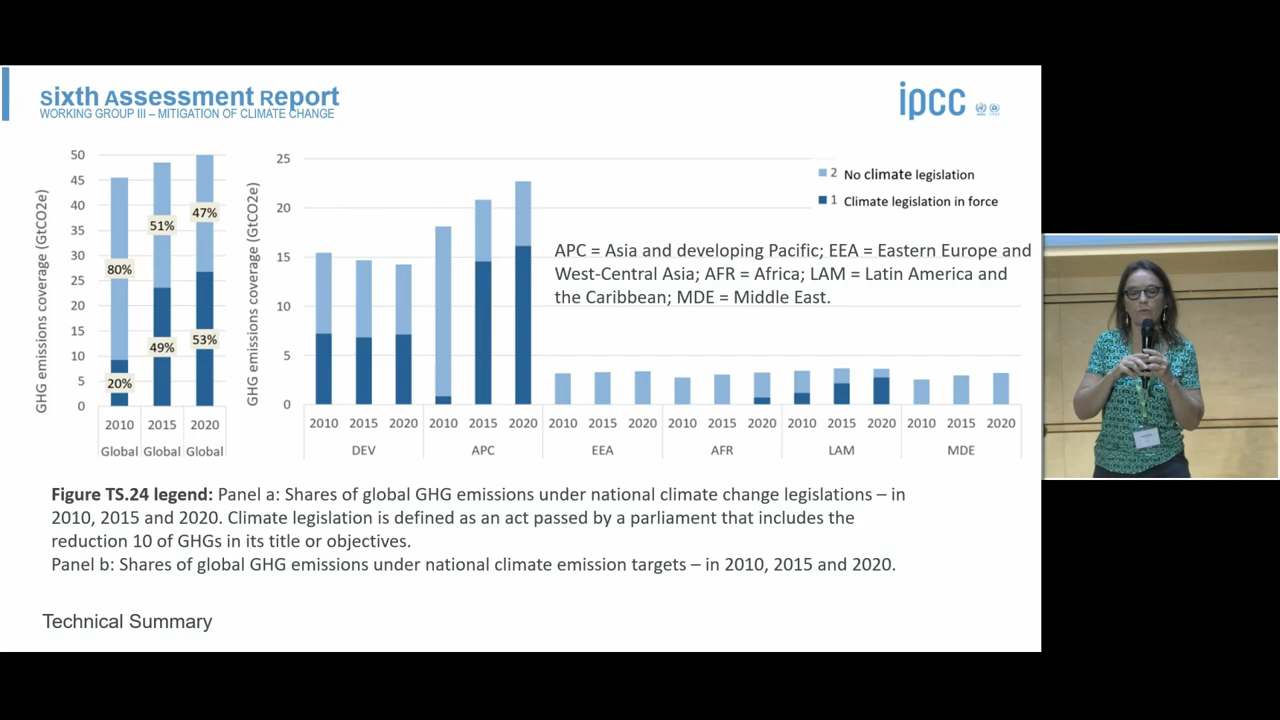 sixth Assessment Report
WORKING GROUP III – MITIGATION OF CLIMATE CHANGE
ipcc
GHG emissions coverage (GtCO2e)
50
45
40
35
30
25
20
15
10
5
0
80%
20%
51%
49%
47%
53%
2010 2015 2020
Global Global Global
GHG emissions coverage (GtCO2e)
25
20
15
10
5
0
2 No climate legislation
1 Climate legislation in force
APC = Asia and developing Pacific; EEA = Eastern Europe and
West-Central Asia; AFR = Africa; LAM = Latin America and
the Caribbean; MDE = Middle East.
2010 2015 2020 2010 2015 2020 2010 2015 2020 2010 2015 2020 2010 2015 2020 2010 2015 2020
DEV APC EEA AFR LAM MDE
Figure TS.24 legend: Panel a: Shares of global GHG emissions under national climate change legislations – in
2010, 2015 and 2020. Climate legislation is defined as an act passed by a parliament that includes the
reduction 10 of GHGs in its title or objectives.
Panel b: Shares of global GHG emissions under national climate emission targets – in 2010, 2015 and 2020.
Technical Summary